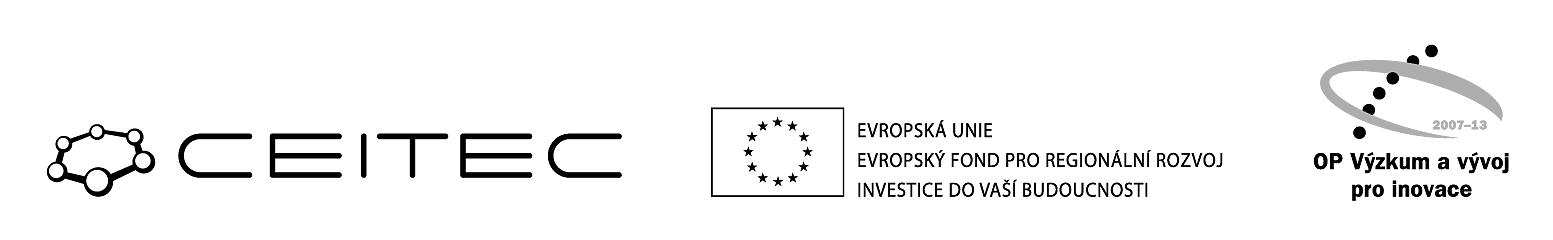 CEITEC
EVROPSKÁ UNIE
EVROPSKÝ FOND PRO REGIONÁLNÍ ROZVOJ
INVESTICE DO VAŠÍ BUDOUCNOSTI
2007–13
OP Výzkum a vývoj
pro inovace